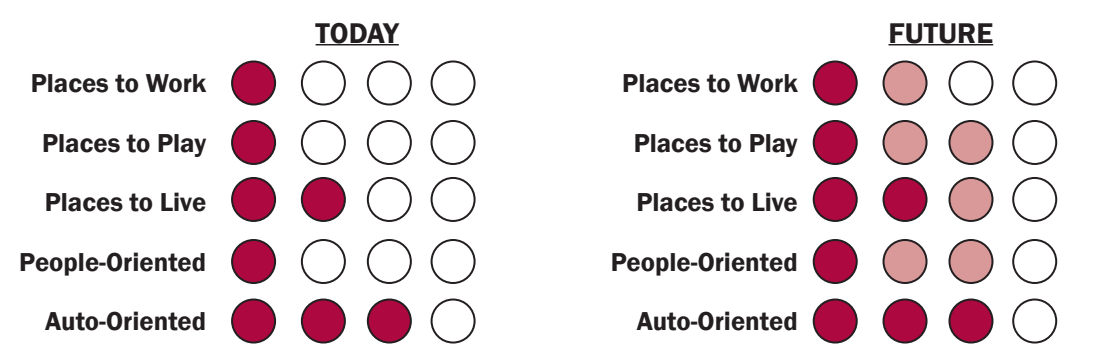 TODAY
Places to Work
Places to Play
Places to Live
People-Oriented
Auto-Oriented
FUTURE
Places to Work
Places to Play
Places to Live
People-Oriented
Auto-Oriented